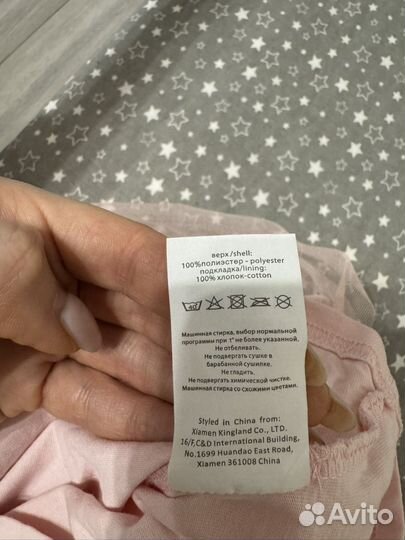 верх/shell:
100%полиэстер - polyester
подкладка/lining:
100% хлопок-cotton
40
Машинная стирка, выбор нормальной
программы при t° не более указанной.
Не отбеливать.
Не подвергать сушке в
барабанной сушилке.
Не гладить.
Не подвергать химической чистке.
Машинная стирка со схожими цветами.
Styled in China from:
Xiamen Kingland Co., LTD.
16/F,C&D International Building,
No.1699 Huandao East Road,
Xiamen 361008 China
Avito